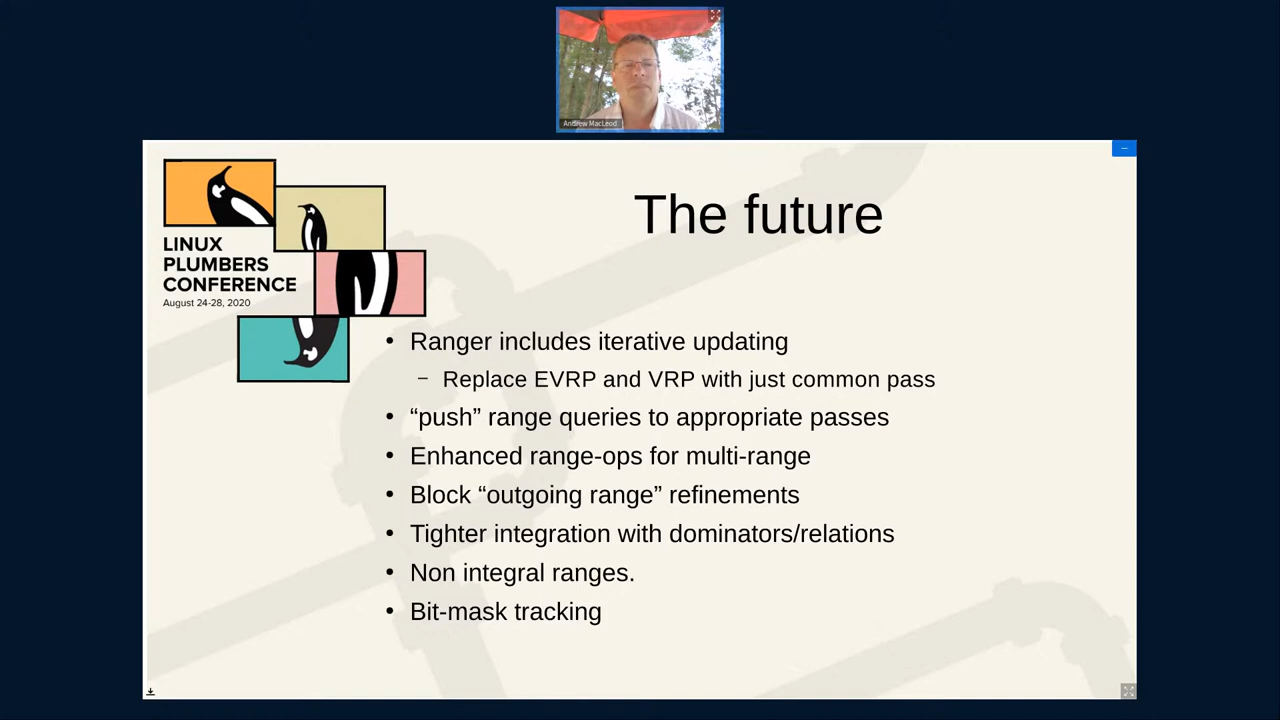 Andrew MacLeod
LINUX
PLUMBERS
CONFERENCE
August 24-28, 2020
The future
• Ranger includes iterative updating
– Replace EVRP and VRP with just common pass
• “push” range queries to appropriate passes
• Enhanced range-ops for multi-range
• Block “outgoing range” refinements
• Tighter integration with dominators/relations
• Non integral ranges.
• Bit-mask tracking